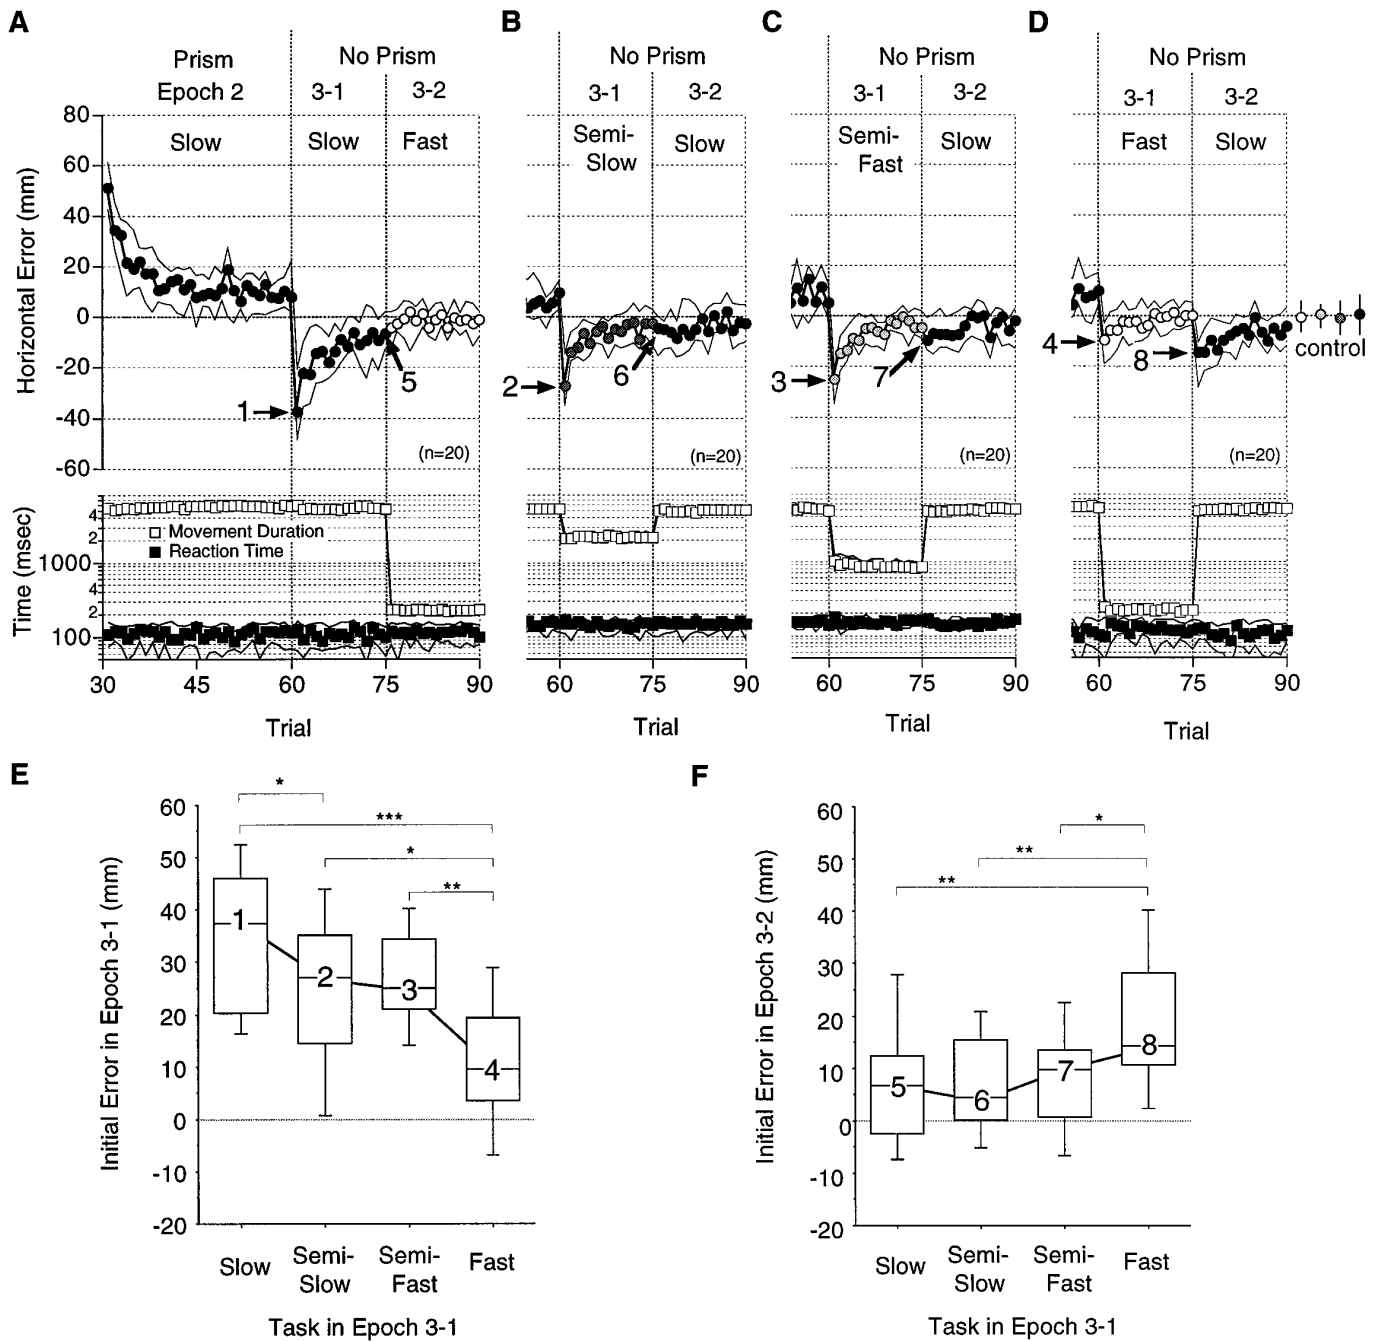 A
B
C
D
Prism
No Prism
No Prism
No Prism
No Prism
Epoch 2
3-1
3-2
3-1
3-2
3-1
3-2
3-1
3-2
Slow
Slow
Fast
Semi-
Slow
Slow
Semi-
Fast
Slow
Fast
Slow
Horizontal Error (mm)
80
60
40
20
0
-20
-40
-60
1
5
2
6
3
7
4
8
control
(n=20)
(n=20)
(n=20)
(n=20)
Time (msec)
4
2
1000
4
2
100
Movement Duration
Reaction Time
30
45
60
75
90
60
75
90
60
75
90
60
75
90
Trial
Trial
Trial
Trial
E
Initial Error in Epoch 3-1 (mm)
60
50
40
30
20
10
0
-10
-20
*
***
*
**
1
2
3
4
Slow
Semi-
Slow
Semi-
Fast
Fast
Task in Epoch 3-1
F
Initial Error in Epoch 3-2 (mm)
60
50
40
30
20
10
0
-10
-20
*
**
**
5
6
7
8
Slow
Semi-
Slow
Semi-
Fast
Fast
Task in Epoch 3-1